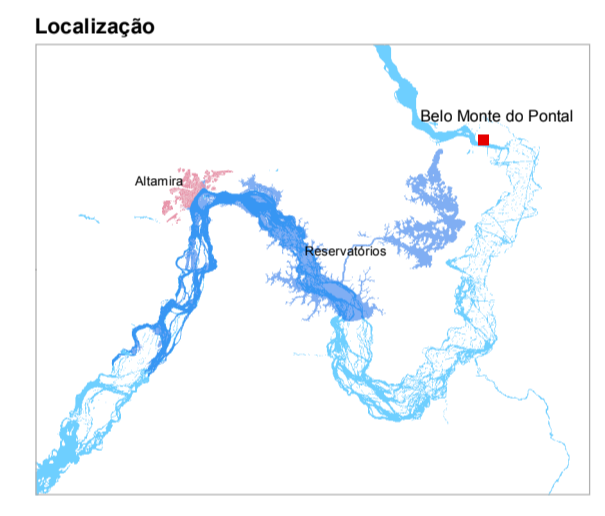 Localização
Belo Monte do Pontal
Altamira
Reservatórios